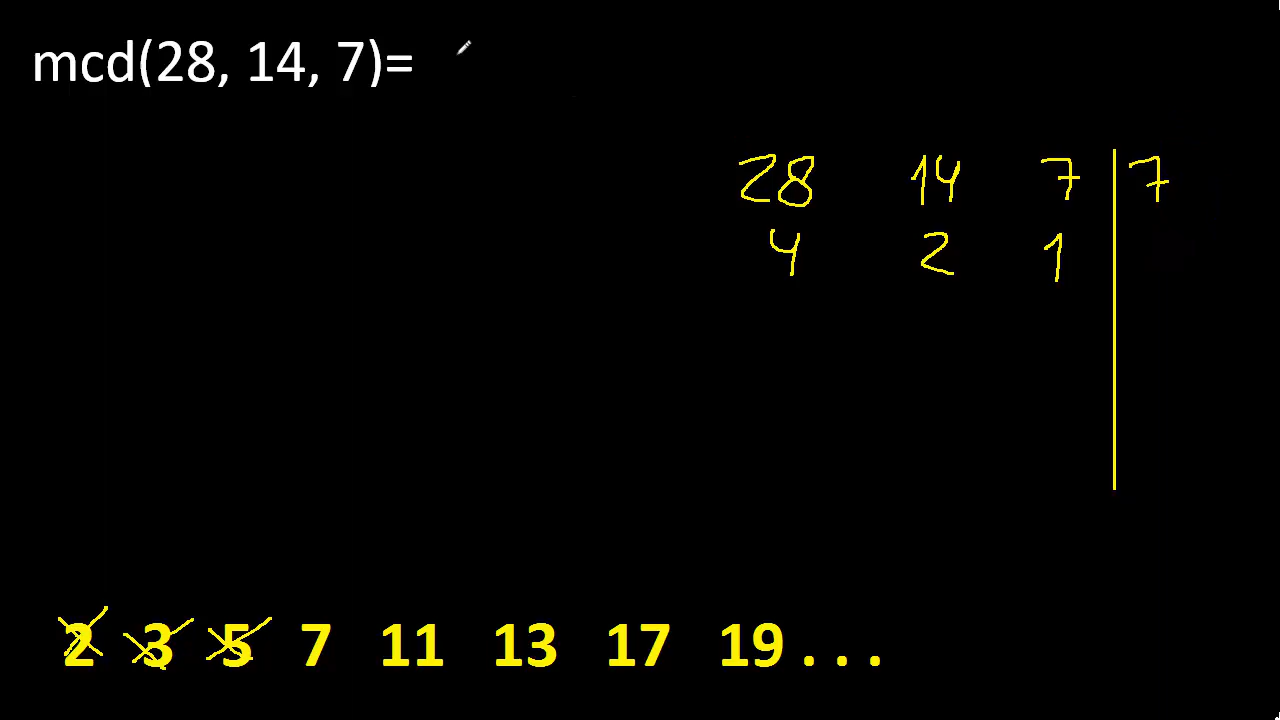 mcd(28, 14, 7)=
28 14 7 | 7
4 2 1
2 3 5 7 11 13 17 19 . . .